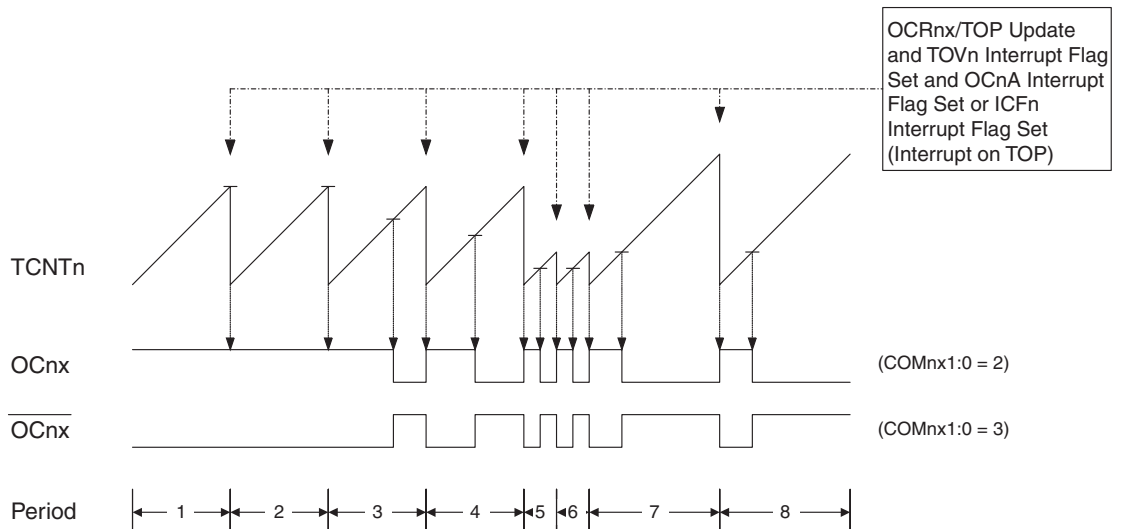 OCRnx/TOP Update
and TOVn Interrupt Flag
Set and OCnA Interrupt
Flag Set or ICFn
Interrupt Flag Set
(Interrupt on TOP)
TCNTn
OCnx (COMnx1:0 = 2)
OCnx (COMnx1:0 = 3)
Period 1 2 3 4 5 6 7 8